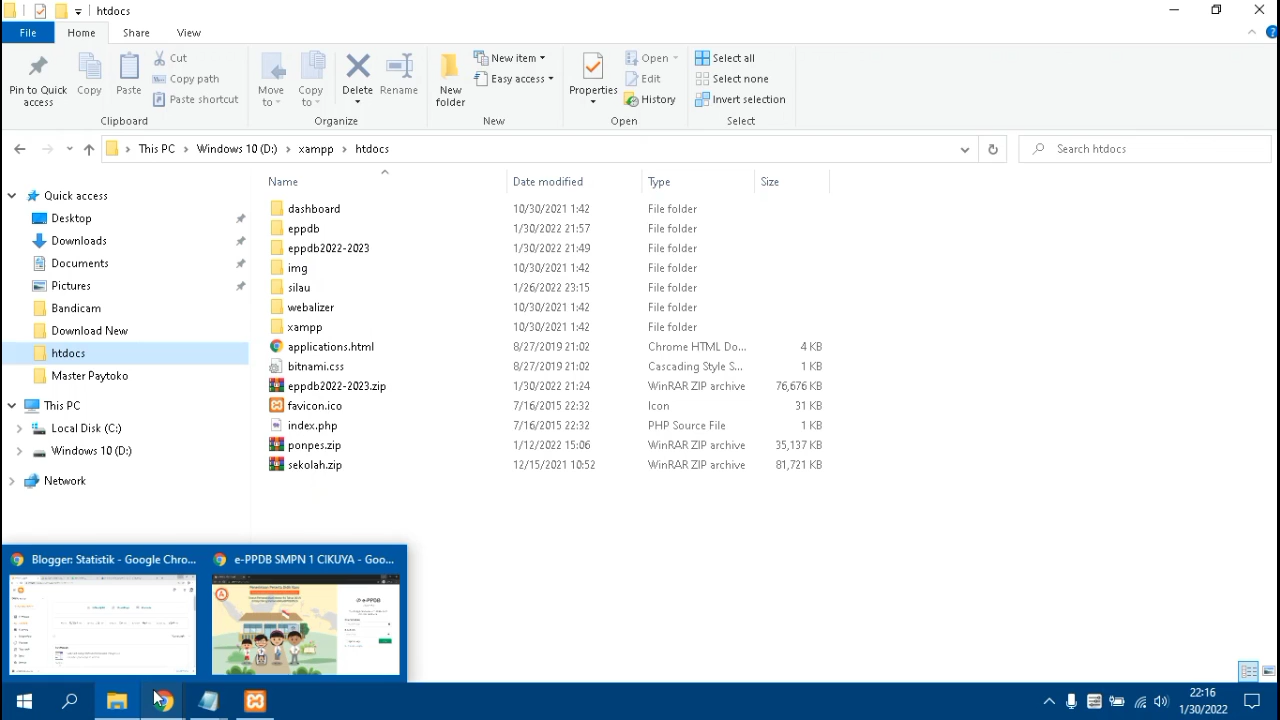 htdocs
File Home Share View
Pin to Quick access
Copy
Paste
Cut
Copy path
Paste shortcut
Clipboard
Move to
Copy to
Delete
Rename
Organize
New folder
New item
Easy access
New
Properties
Open
Edit
History
Open
Select all
Select none
Invert selection
Select
This PC Windows 10 (D:) xampp htdocs
Search htdocs
Quick access
Desktop
Downloads
Documents
Pictures
Bandicam
Download New
htdocs
Master Paytoko
This PC
Local Disk (C:)
Windows 10 (D:)
Network
Name Date modified Type Size
dashboard 10/30/2021 1:42 File folder
eppdb 1/30/2022 21:57 File folder
eppdb2022-2023 1/30/2022 21:49 File folder
img 10/30/2021 1:42 File folder
silau 1/26/2022 23:15 File folder
webalizer 10/30/2021 1:42 File folder
xampp 10/30/2021 1:42 File folder
applications.html 8/27/2019 21:02 Chrome HTML Do... 4 KB
bitnami.css 8/27/2019 21:02 Cascading Style S... 1 KB
eppdb2022-2023.zip 1/30/2022 21:24 WinRAR ZIP archive 76,676 KB
favicon.ico 7/16/2015 22:32 Icon 31 KB
index.php 7/16/2015 22:32 PHP Source File 1 KB
ponpes.zip 1/12/2022 15:06 WinRAR ZIP archive 35,137 KB
sekolah.zip 12/15/2021 10:52 WinRAR ZIP archive 81,721 KB
Blogger: Statistik - Google Chro...
e-PPDB SMPN 1 CIKUYA - Goo...
e-PPDB
22:16
1/30/2022